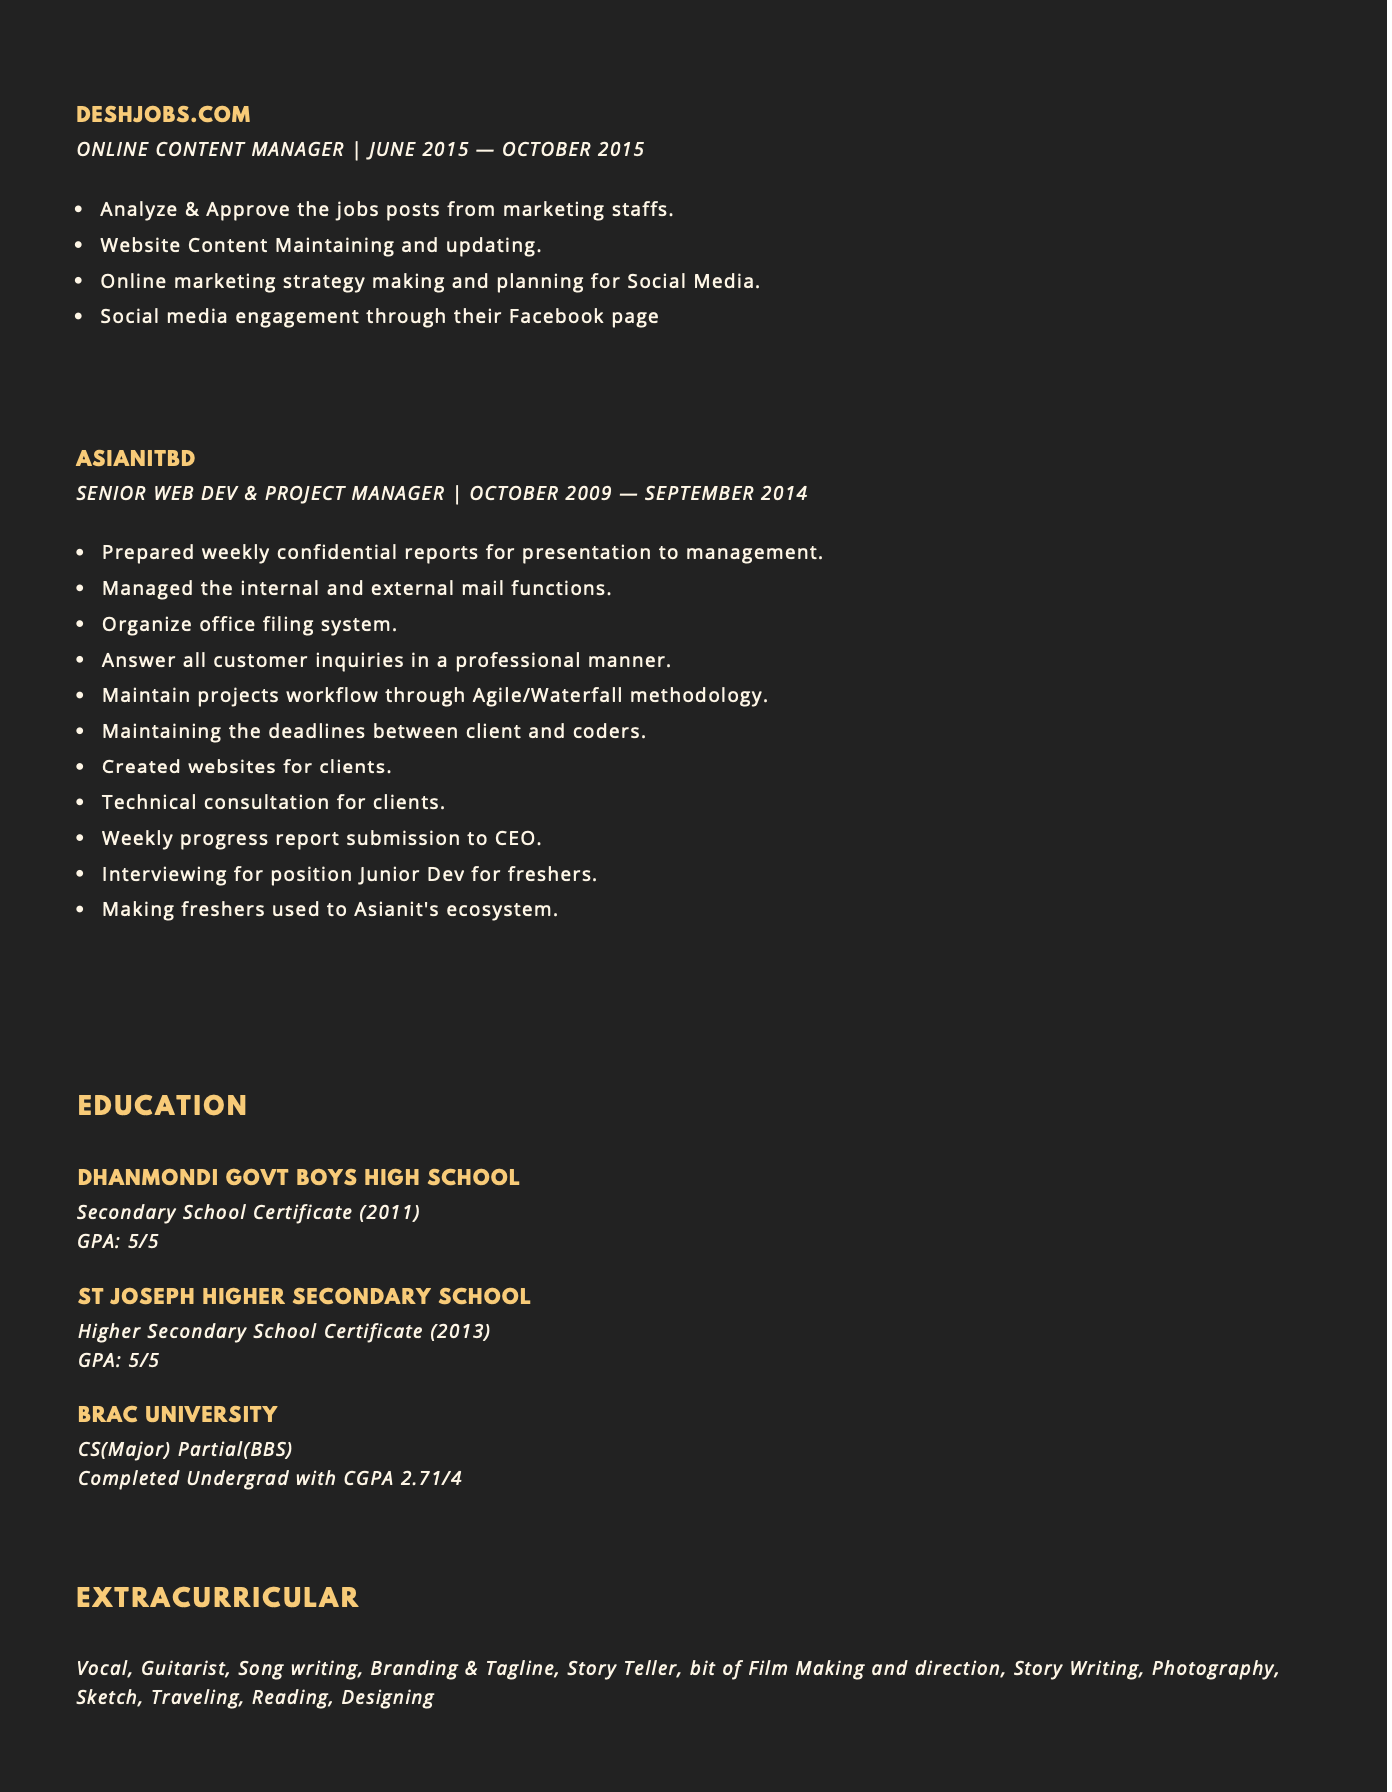 DESHJOBS.COM
ONLINE CONTENT MANAGER | JUNE 2015 — OCTOBER 2015
• Analyze & Approve the jobs posts from marketing staffs.
• Website Content Maintaining and updating.
• Online marketing strategy making and planning for Social Media.
• Social media engagement through their Facebook page
ASIANITBD
SENIOR WEB DEV & PROJECT MANAGER | OCTOBER 2009 — SEPTEMBER 2014
• Prepared weekly confidential reports for presentation to management.
• Managed the internal and external mail functions.
• Organize office filing system.
• Answer all customer inquiries in a professional manner.
• Maintain projects workflow through Agile/Waterfall methodology.
• Maintaining the deadlines between client and coders.
• Created websites for clients.
• Technical consultation for clients.
• Weekly progress report submission to CEO.
• Interviewing for position Junior Dev for freshers.
• Making freshers used to Asianit's ecosystem.
EDUCATION
DHANMONDI GOVT BOYS HIGH SCHOOL
Secondary School Certificate (2011)
GPA: 5/5
ST JOSEPH HIGHER SECONDARY SCHOOL
Higher Secondary School Certificate (2013)
GPA: 5/5
BRAC UNIVERSITY
CS(Major) Partial(BBS)
Completed Undergrad with CGPA 2.71/4
EXTRACURRICULAR
Vocal, Guitarist, Song writing, Branding & Tagline, Story Teller, bit of Film Making and direction, Story Writing, Photography,
Sketch, Traveling, Reading, Designing